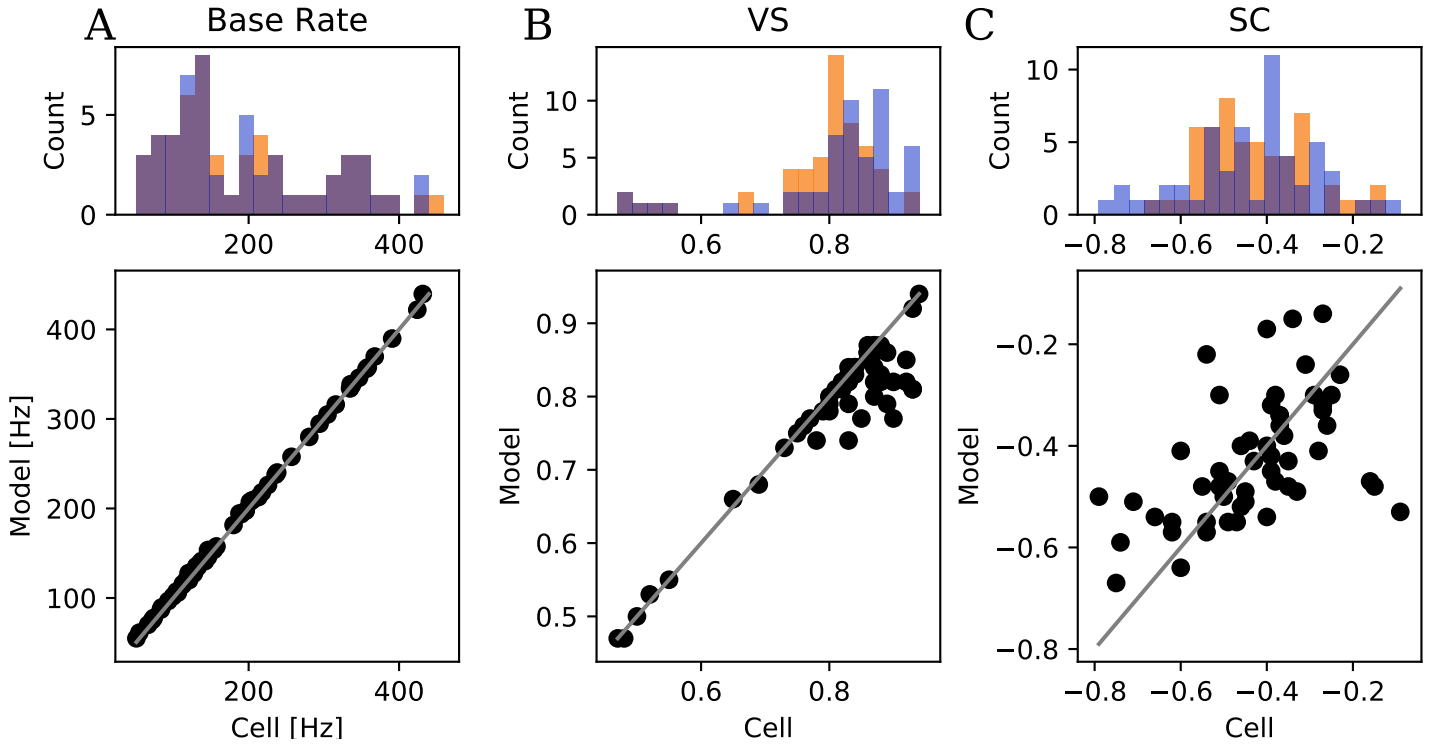 A Base Rate
Count
5
0
200 400
Model [Hz]
400
300
200
100
200 400
Cell [Hz]
B VS
Count
10
5
0
0.6 0.8
Model
0.9
0.8
0.7
0.6
0.5
0.6 0.8
Cell
C SC
Count
10
5
0
−0.8 −0.6 −0.4 −0.2
Model
−0.2
−0.4
−0.6
−0.8
−0.8 −0.6 −0.4 −0.2
Cell